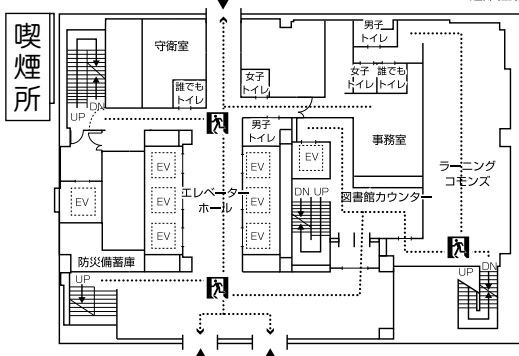 喫煙所
守衛室
誰でも
トイレ
女子
トイレ
男子
トイレ
女子
トイレ
誰でも
トイレ
UP
DN
男子
トイレ
事務室
ラーニング
コモンズ
EV
EV
EV
EV
EV
EV
EV
EV
エレベーター
ホール
DN UP
図書館カウンター
防災備蓄庫
UP
UP
DN